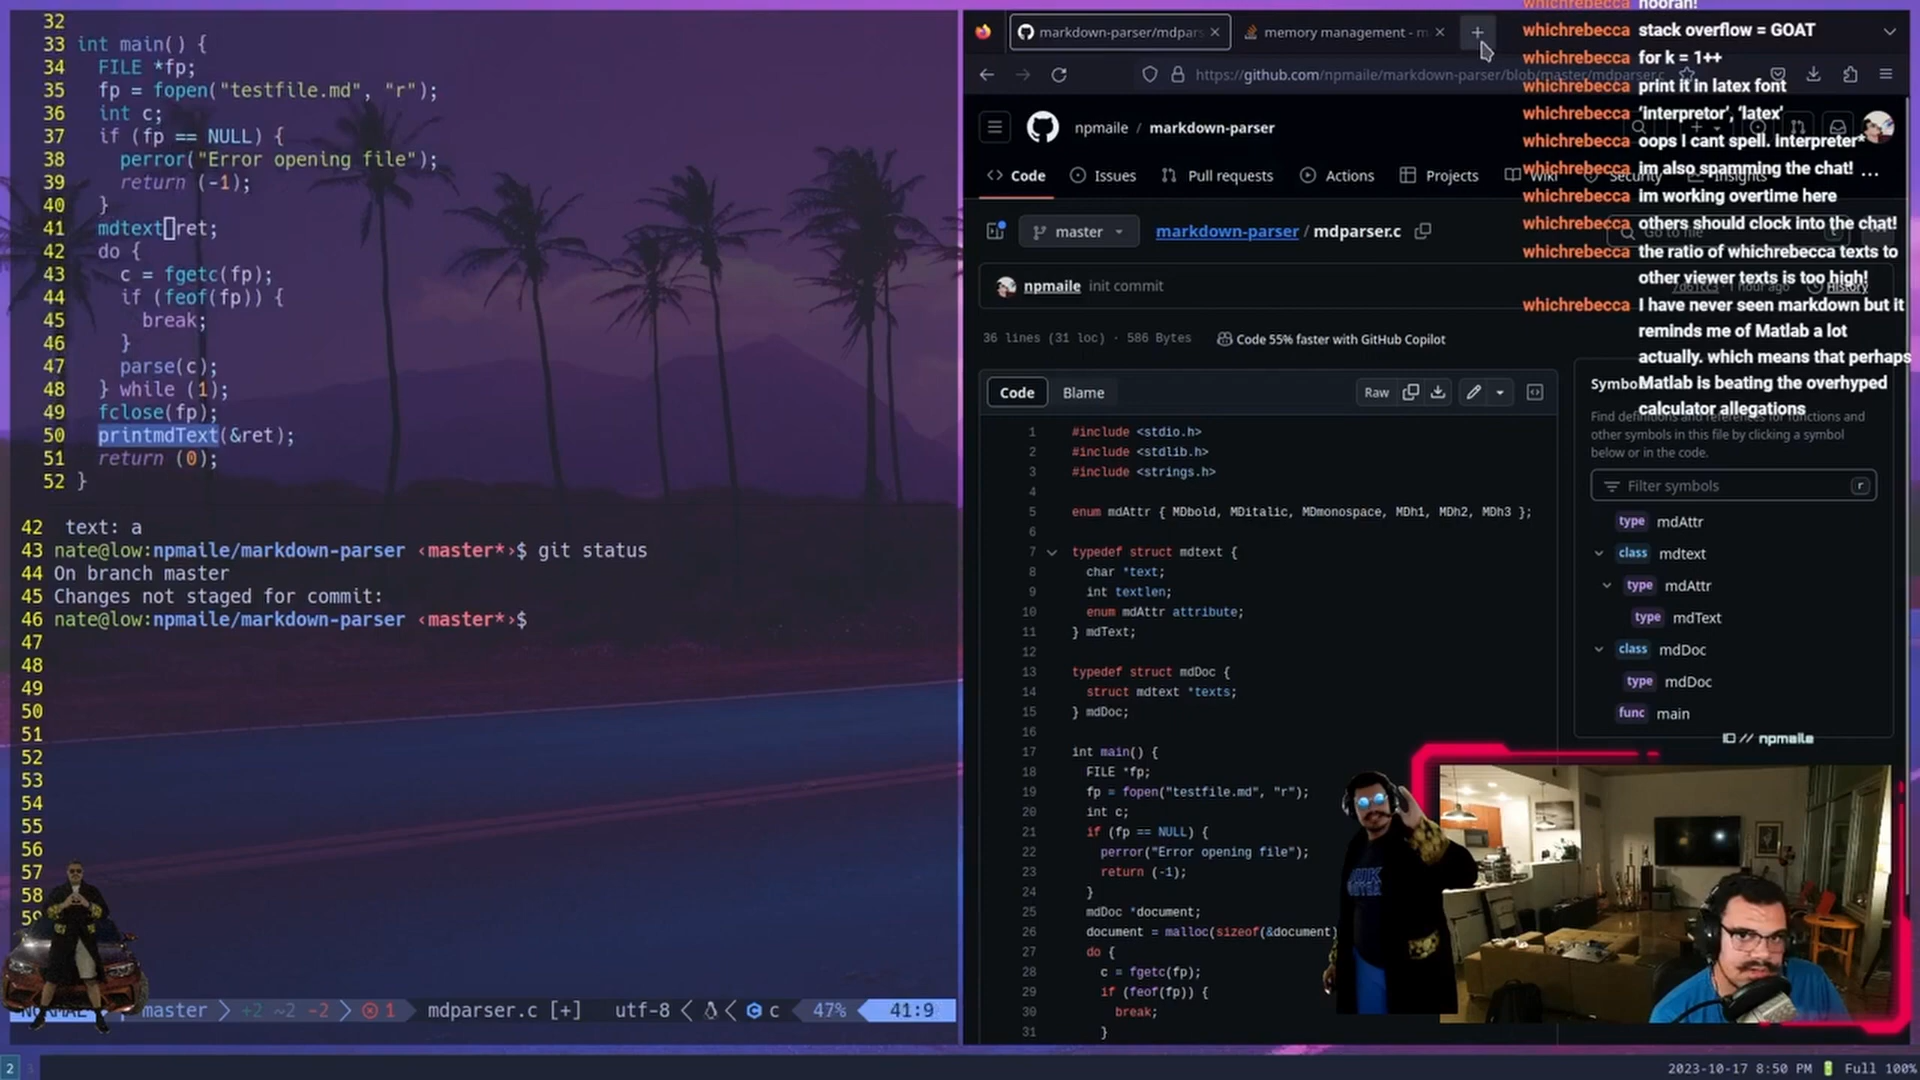 32
33 int main() {
34 FILE *fp;
35 fp = fopen("testfile.md", "r");
36 int c;
37 if (fp == NULL) {
38 perror("Error opening file");
39 return (-1);
40 }
41 mdtext ret;
42 do {
43 c = fgetc(fp);
44 if (feof(fp)) {
45 break;
46 }
47 parse(c);
48 } while (1);
49 fclose(fp);
50 printmdText(&ret);
51 return (0);
52 }
42 text: a
43 nate@low:npmaile/markdown-parser ‹master*›$ git status
44 On branch master
45 Changes not staged for commit:
46 nate@low:npmaile/markdown-parser ‹master*›$
47
48
49
50
51
52
53
54
55
56
57
58
59
master +2 ~2 -2 1 mdparser.c [+] utf-8 c 47% 41:9
markdown-parser/mdpars
memory management - m
https://github.com/npmaile/markdown-parser/blob/master/mdparser.c
npmaile / markdown-parser
Code Issues Pull requests Actions Projects Wiki Security Insights
master markdown-parser / mdparser.c Go to file
npmaile init commit 1 hour ago History
36 lines (31 loc) · 586 Bytes Code 55% faster with GitHub Copilot
Code Blame Raw
1 #include <stdio.h>
2 #include <stdlib.h>
3 #include <strings.h>
4
5 enum mdAttr { MDbold, MDitalic, MDmonospace, MDh1, MDh2, MDh3 };
6
7 typedef struct mdtext {
8 char *text;
9 int textlen;
10 enum mdAttr attribute;
11 } mdText;
12
13 typedef struct mdDoc {
14 struct mdtext *texts;
15 } mdDoc;
16
17 int main() {
18 FILE *fp;
19 fp = fopen("testfile.md", "r");
20 int c;
21 if (fp == NULL) {
22 perror("Error opening file");
23 return (-1);
24 }
25 mdDoc *document;
26 document = malloc(sizeof(&document)
27 do {
28 c = fgetc(fp);
29 if (feof(fp)) {
30 break;
31 }
Find definitions and references for functions and
other symbols in this file by clicking a symbol
below or in the code.
Filter symbols r
type mdAttr
class mdtext
type mdAttr
type mdText
class mdDoc
type mdDoc
func main
// npmaile
hooray!
whichrebecca stack overflow = GOAT
whichrebecca for k = 1++
whichrebecca print it in latex font
whichrebecca ‘interpretor’, ‘latex’
whichrebecca oops I cant spell. Interpreter*
whichrebecca im also spamming the chat!
whichrebecca im working overtime here
whichrebecca others should clock into the chat!
whichrebecca the ratio of whichrebecca texts to
other viewer texts is too high!
whichrebecca I have never seen markdown but it
reminds me of Matlab a lot
actually. which means that perhaps
Matlab is beating the overhyped
calculator allegations
2 2023-10-17 8:50 PM Full 100%